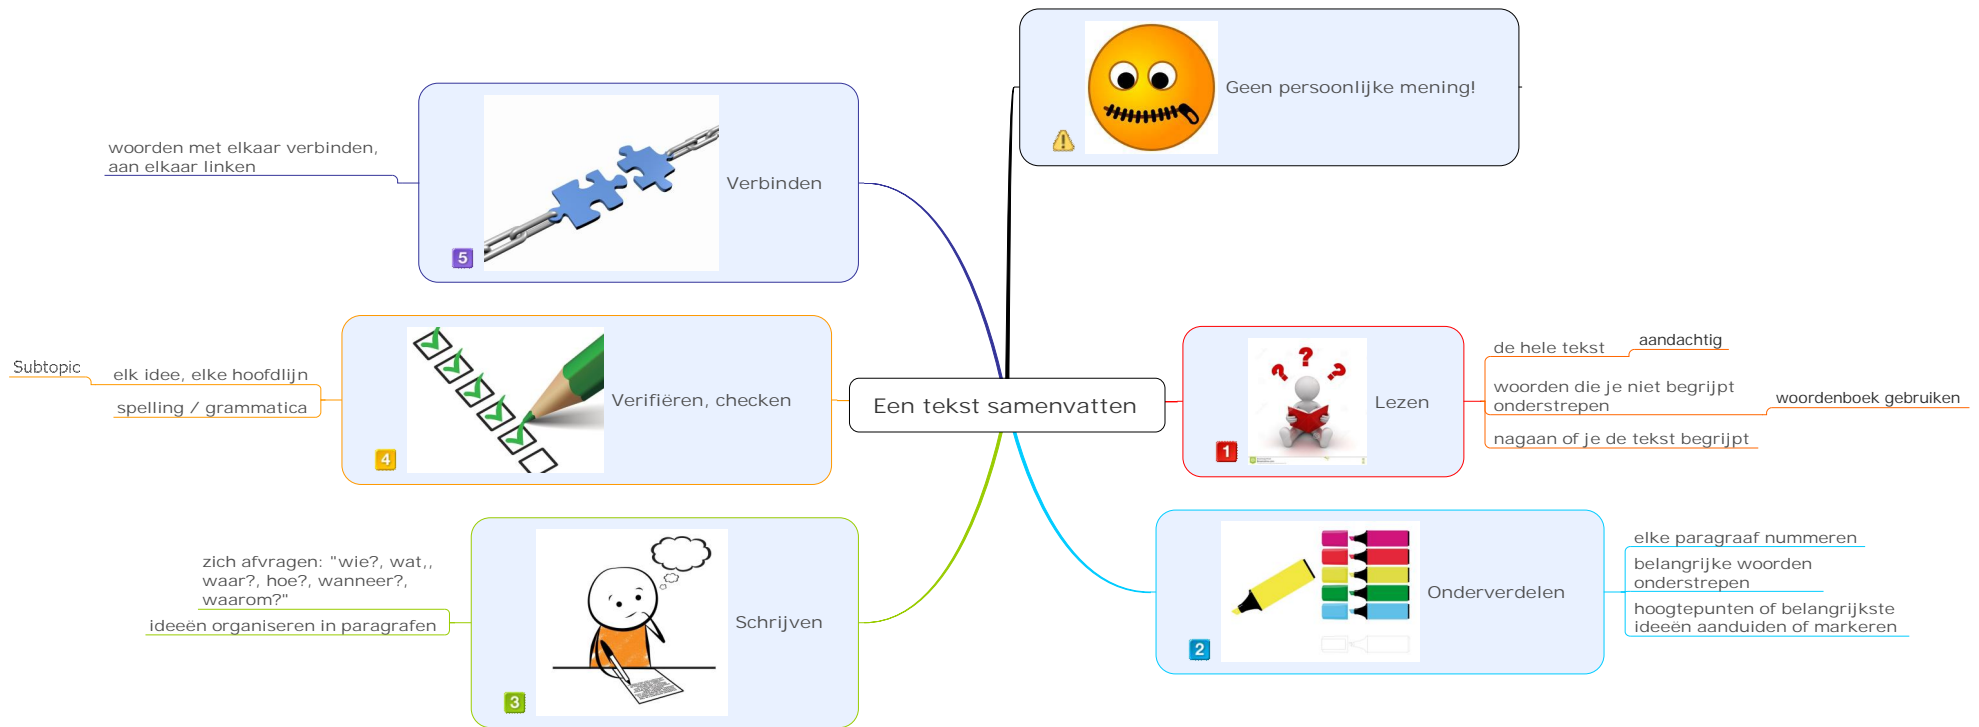 Een tekst samenvatten
Geen persoonlijke mening!
1
Lezen
de hele tekst
aandachtig
woorden die je niet begrijpt
onderstrepen
woordenboek gebruiken
nagaan of je de tekst begrijpt
2
Onderverdelen
elke paragraaf nummeren
belangrijke woorden
onderstrepen
hoogtepunten of belangrijkste
ideeën aanduiden of markeren
3
Schrijven
zich afvragen: "wie?, wat,,
waar?, hoe?, wanneer?,
waarom?"
ideeën organiseren in paragrafen
4
Verifiëren, checken
elk idee, elke hoofdlijn
Subtopic
spelling / grammatica
5
Verbinden
woorden met elkaar verbinden,
aan elkaar linken